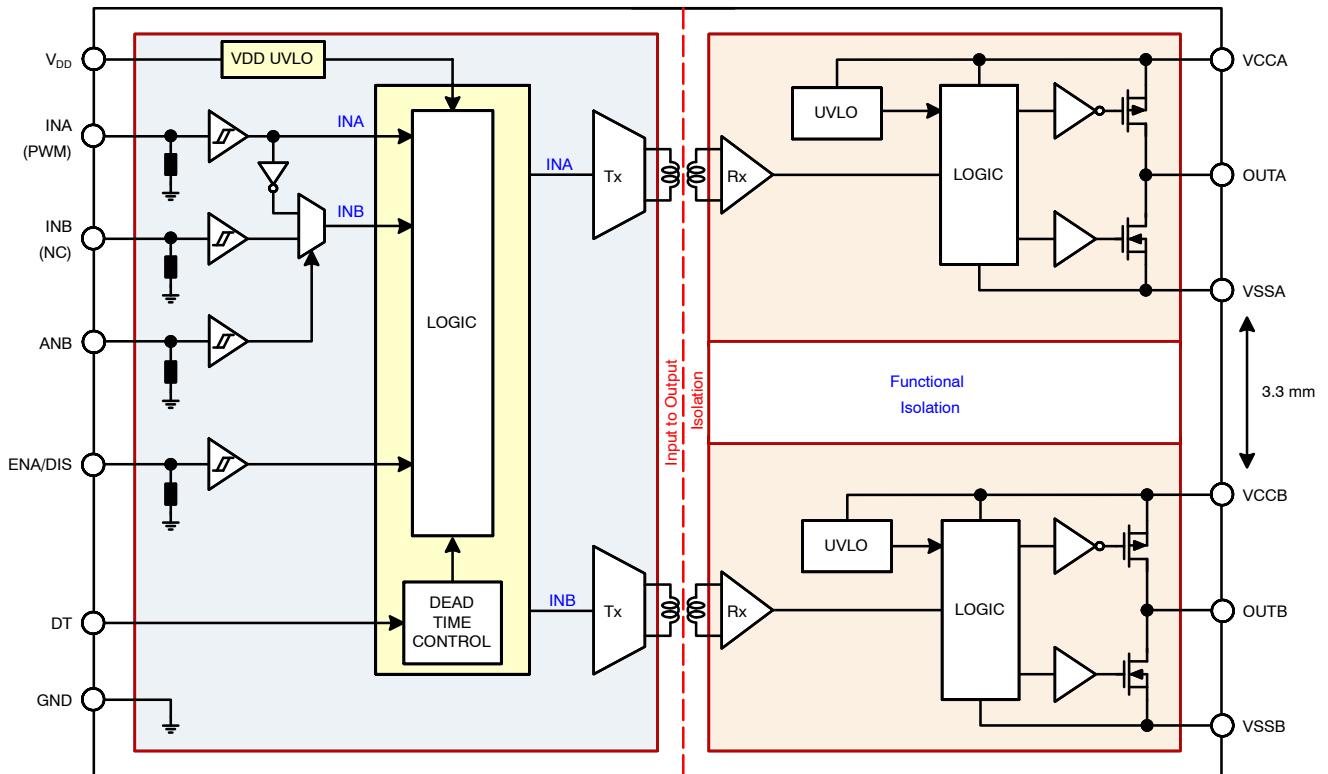 VDD
VDD UVLO
INA
(PWM)
INA
INB
(NC)
INB
ANB
ENA/DIS
DT
GND
LOGIC
DEAD
TIME
CONTROL
INA
Tx
INB
Tx
Input to Output
Isolation
Rx
UVLO
LOGIC
VCCA
OUTA
VSSA
Functional
Isolation
3.3 mm
Rx
UVLO
LOGIC
VCCB
OUTB
VSSB